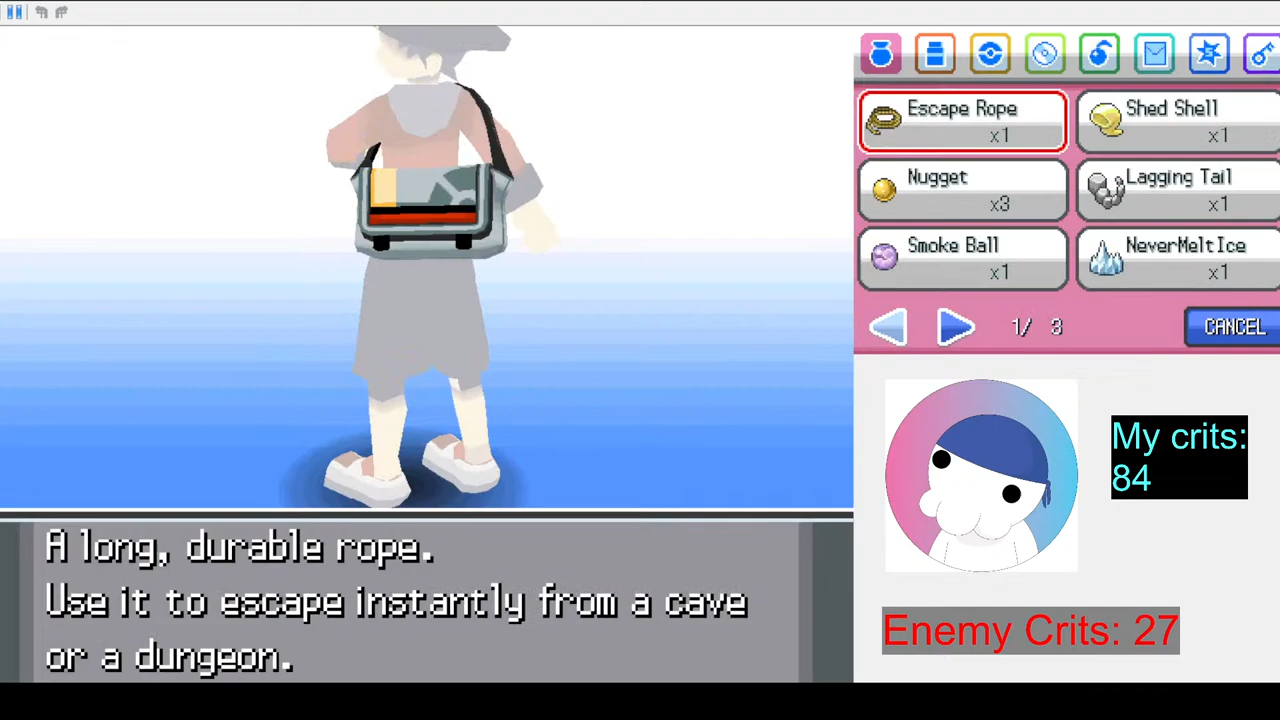 Escape Rope
x1
Shed Shell
x1
Nugget
x3
Lagging Tail
x1
Smoke Ball
x1
NeverMeltIce
x1
1/ 3
CANCEL
My crits:
84
Enemy Crits: 27
A long, durable rope.
Use it to escape instantly from a cave
or a dungeon.